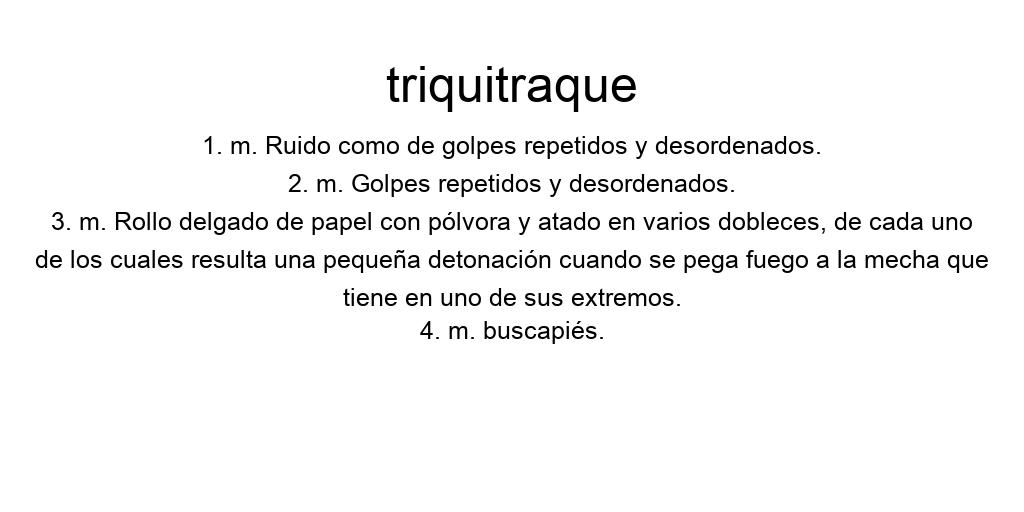 triquitraque
1. m. Ruido como de golpes repetidos y desordenados.
2. m. Golpes repetidos y desordenados.
3. m. Rollo delgado de papel con pólvora y atado en varios dobleces, de cada uno
de los cuales resulta una pequeña detonación cuando se pega fuego a la mecha que
tiene en uno de sus extremos.
4. m. buscapiés.